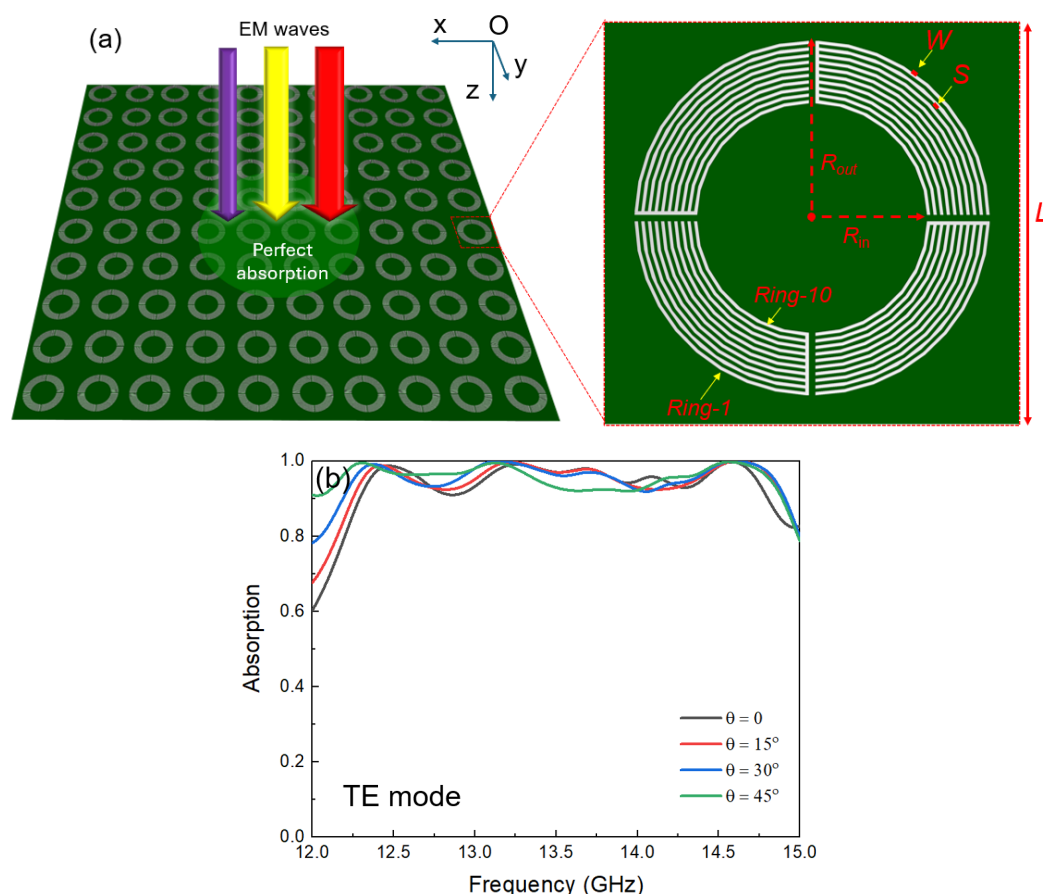 (a)
EM waves
x
O
y
z
Perfect
absorption
W
S
R_out
R_in
L
Ring-10
Ring-1
(b)
1.0
0.8
0.6
0.4
0.2
0.0
Absorption
θ = 0
θ = 15°
θ = 30°
θ = 45°
TE mode
12.0 12.5 13.0 13.5 14.0 14.5 15.0
Frequency (GHz)